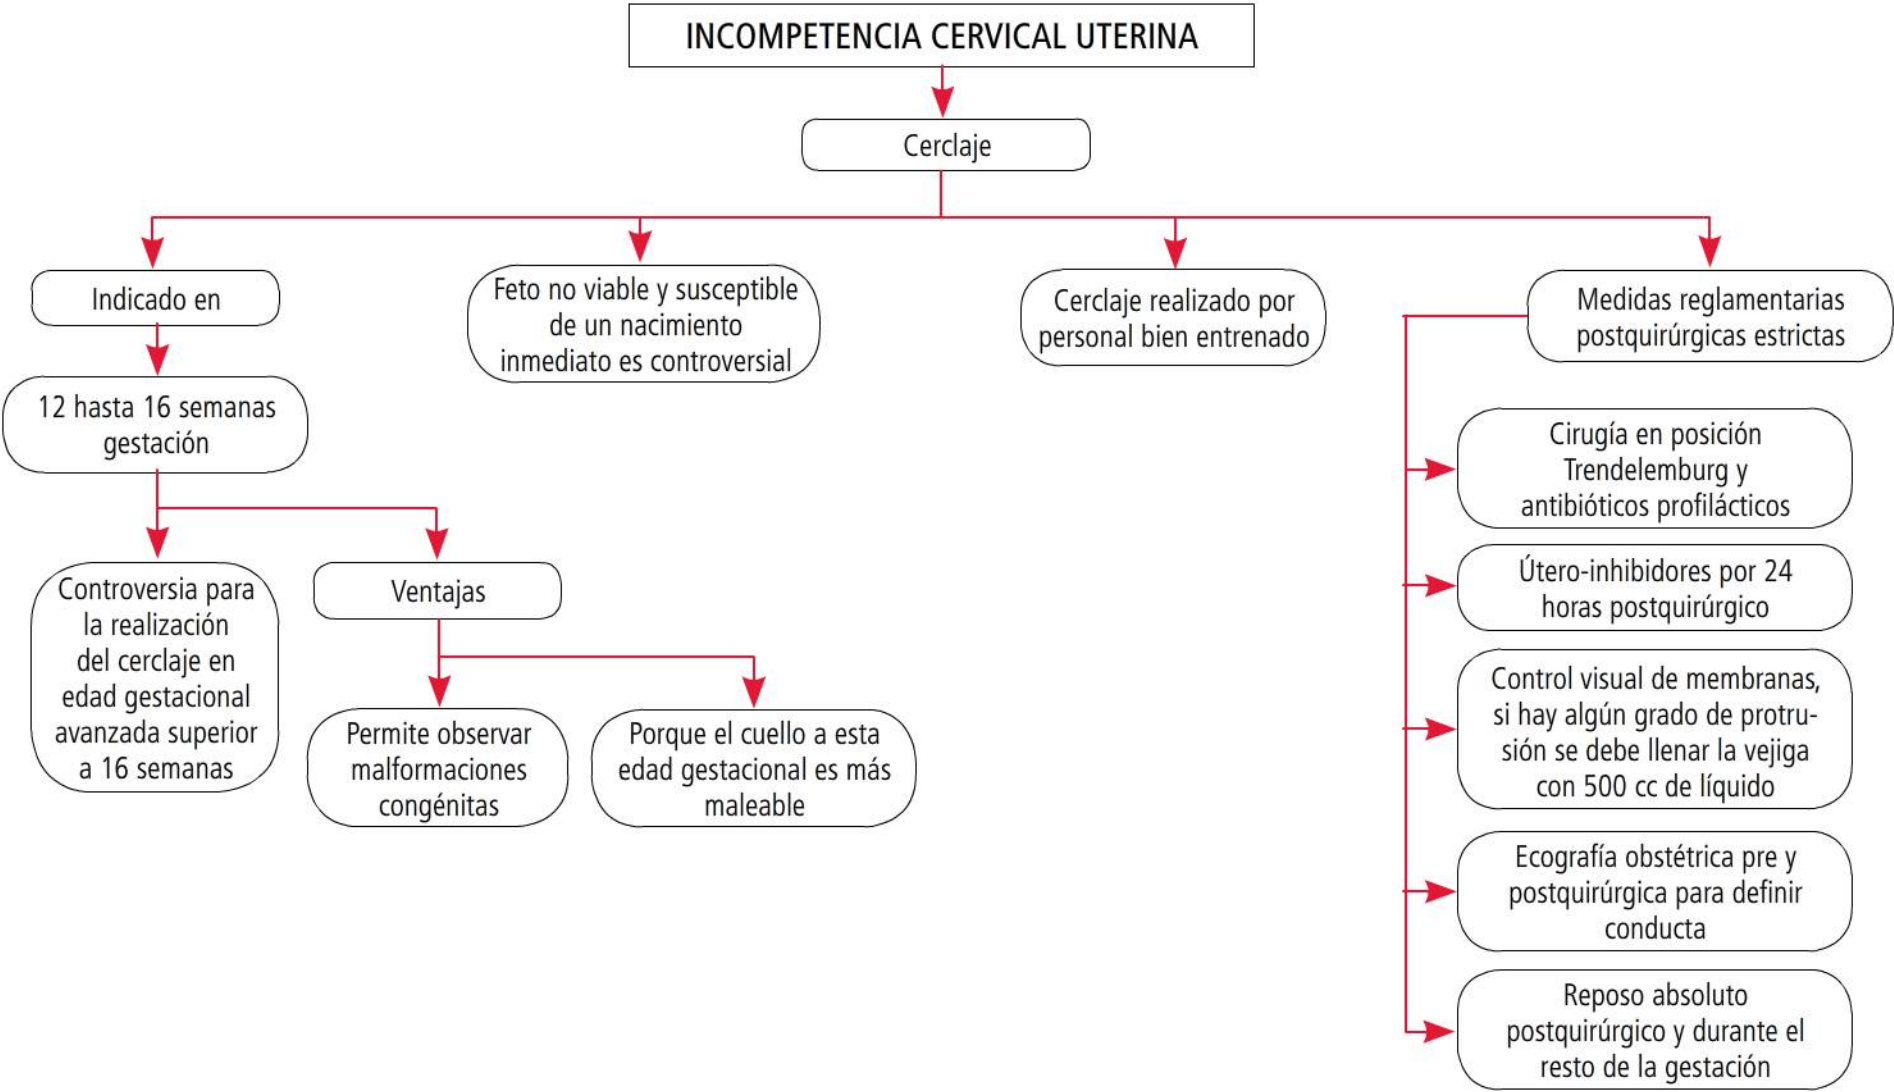 INCOMPETENCIA CERVICAL UTERINA
Cerclaje
Indicado en
12 hasta 16 semanas
gestación
Controversia para
la realización
del cerclaje en
edad gestacional
avanzada superior
a 16 semanas
Ventajas
Permite observar
malformaciones
congénitas
Porque el cuello a esta
edad gestacional es más
maleable
Feto no viable y susceptible
de un nacimiento
inmediato es controversial
Cerclaje realizado por
personal bien entrenado
Medidas reglamentarias
postquirúrgicas estrictas
Cirugía en posición
Trendelemburg y
antibióticos profilácticos
Útero-inhibidores por 24
horas postquirúrgico
Control visual de membranas,
si hay algún grado de protru-
sión se debe llenar la vejiga
con 500 cc de líquido
Ecografía obstétrica pre y
postquirúrgica para definir
conducta
Reposo absoluto
postquirúrgico y durante el
resto de la gestación